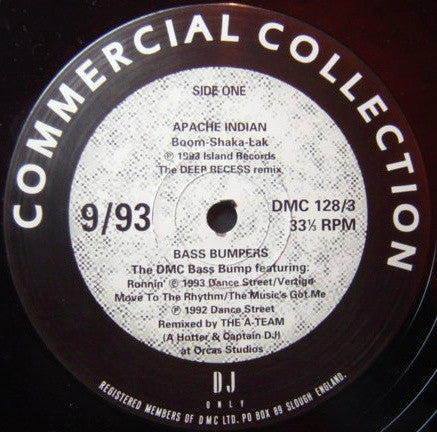 COMMERCIAL COLLECTION
SIDE ONE
APACHE INDIAN
Boom-Shaka-Lak
℗ 1993 Island Records
The DEEP RECESS remix
9/93
DMC 128/3
33⅓ RPM
BASS BUMPERS
The DMC Bass Bump featuring:
Ronnin' ℗ 1993 Dance Street/Vertigo
Move To The Rhythm/The Music's Got Me
℗ 1992 Dance Street
Remixed by THE A-TEAM
(A Hotter & Captain DJ)
at Orcas Studios
DJ
ONLY
REGISTERED MEMBERS OF DMC LTD. PO BOX 89 SLOUGH ENGLAND.